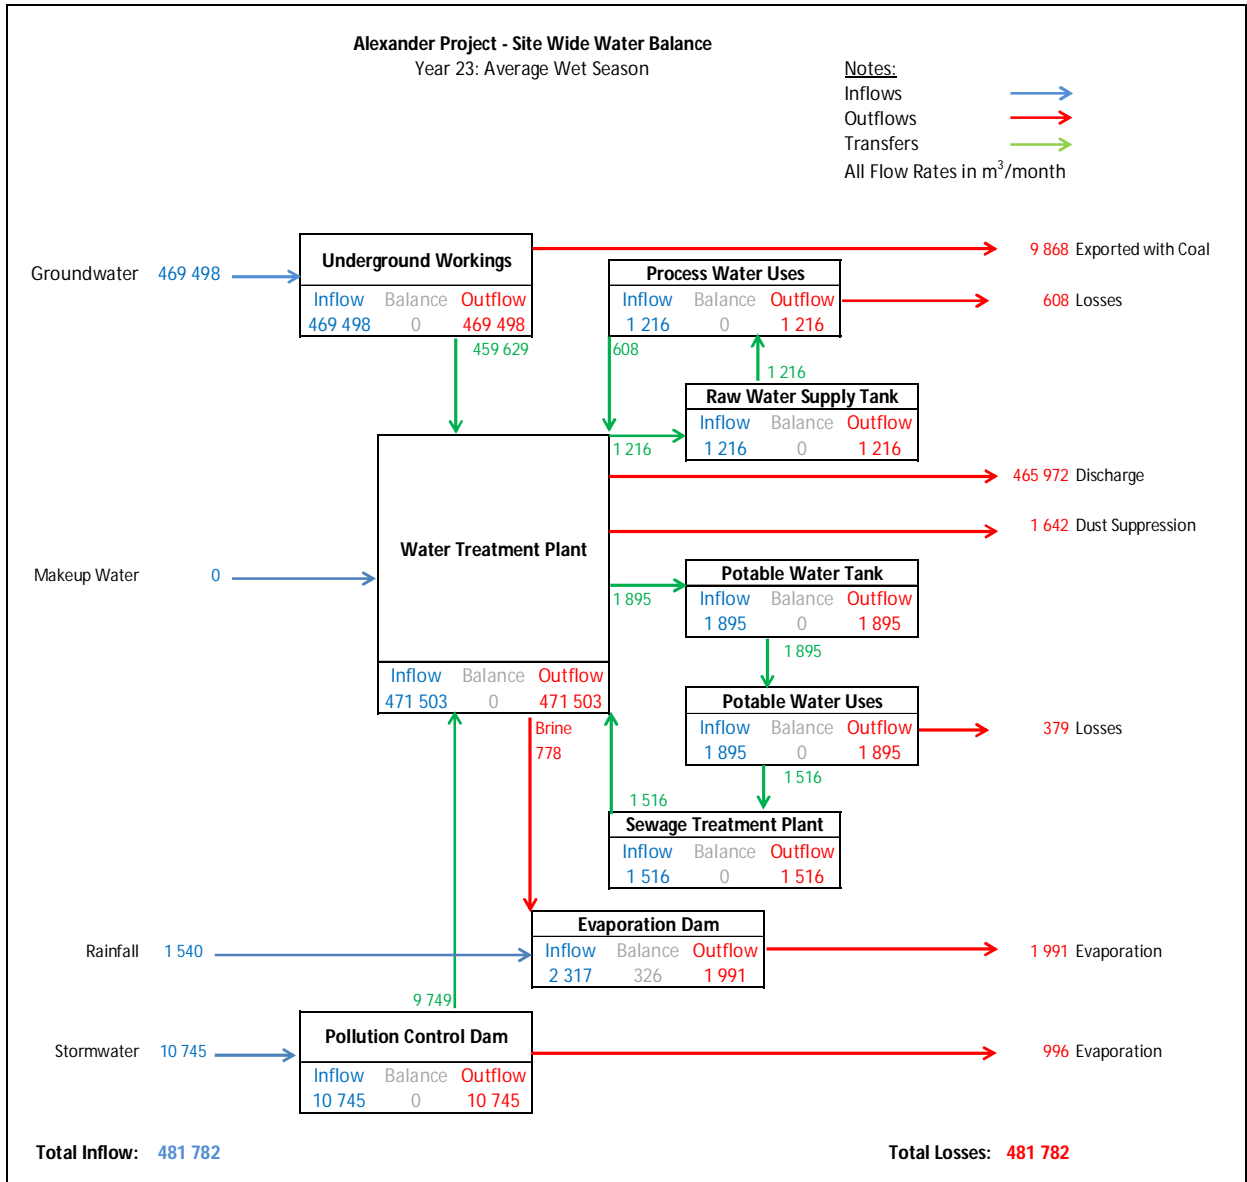 Alexander Project - Site Wide Water Balance
Year 23: Average Wet Season
Notes:
Inflows
Outflows
Transfers
All Flow Rates in m³/month
Groundwater 469 498
Underground Workings
Inflow Balance Outflow
469 498 0 469 498
9 868 Exported with Coal
Process Water Uses
Inflow Balance Outflow
1 216 0 1 216
608 Losses
459 629
608
1 216
Raw Water Supply Tank
Inflow Balance Outflow
1 216 0 1 216
1 216
465 972 Discharge
1 642 Dust Suppression
Water Treatment Plant
Makeup Water 0
Potable Water Tank
Inflow Balance Outflow
1 895 0 1 895
1 895
1 895
Inflow Balance Outflow
471 503 0 471 503
Potable Water Uses
Inflow Balance Outflow
1 895 0 1 895
379 Losses
Brine
778
1 516
1 516
Sewage Treatment Plant
Inflow Balance Outflow
1 516 0 1 516
Evaporation Dam
Inflow Balance Outflow
2 317 326 1 991
Rainfall 1 540
1 991 Evaporation
9 749
Pollution Control Dam
Inflow Balance Outflow
10 745 0 10 745
Stormwater 10 745
996 Evaporation
Total Inflow: 481 782
Total Losses: 481 782